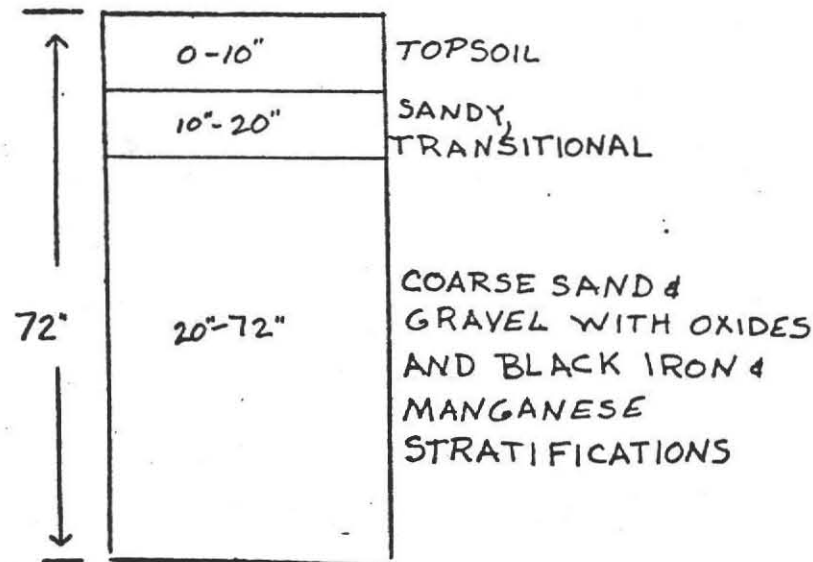 0-10" TOPSOIL
10"-20" SANDY,
TRANSITIONAL
72" 20"-72" COARSE SAND &
GRAVEL WITH OXIDES
AND BLACK IRON &
MANGANESE
STRATIFICATIONS